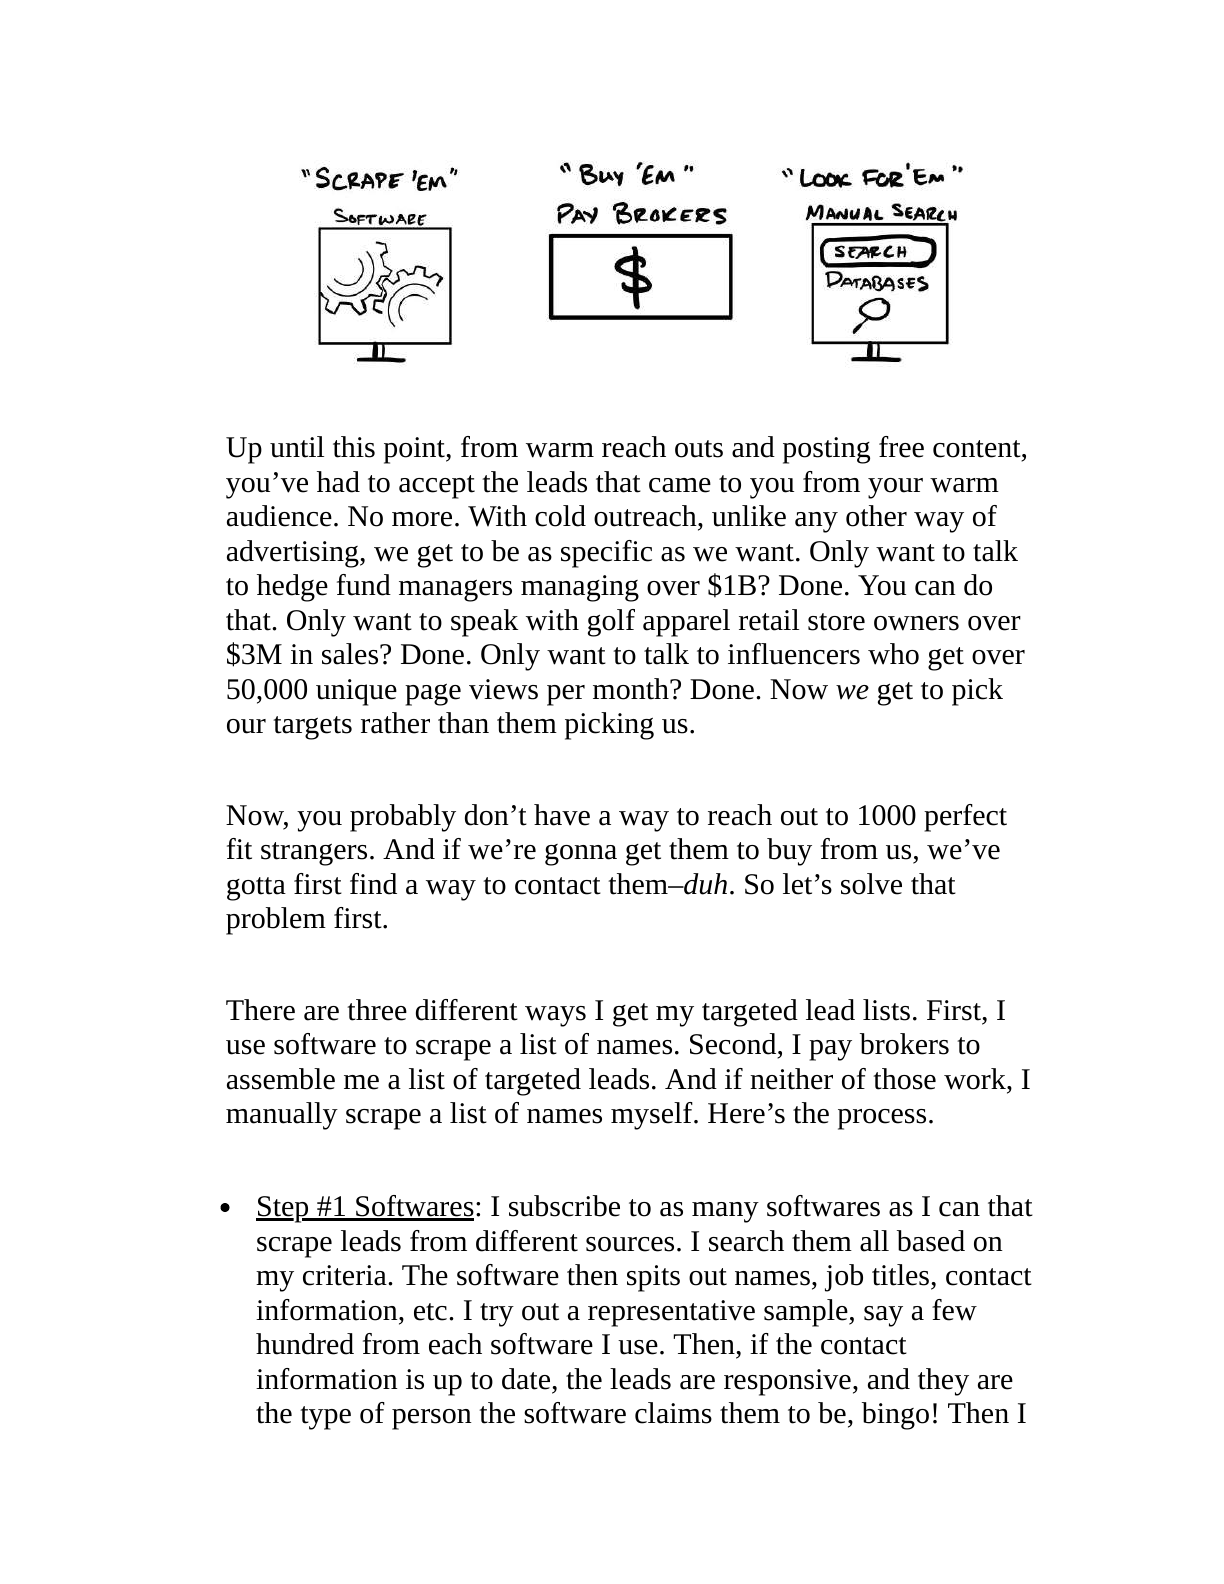 "SCRAPE 'EM" "BUY 'EM" "LOOK FOR 'EM"
SOFTWARE PAY BROKERS MANUAL SEARCH
$ SEARCH
DATABASES
Up until this point, from warm reach outs and posting free content,
you’ve had to accept the leads that came to you from your warm
audience. No more. With cold outreach, unlike any other way of
advertising, we get to be as specific as we want. Only want to talk
to hedge fund managers managing over $1B? Done. You can do
that. Only want to speak with golf apparel retail store owners over
$3M in sales? Done. Only want to talk to influencers who get over
50,000 unique page views per month? Done. Now we get to pick
our targets rather than them picking us.
Now, you probably don’t have a way to reach out to 1000 perfect
fit strangers. And if we’re gonna get them to buy from us, we’ve
gotta first find a way to contact them–duh. So let’s solve that
problem first.
There are three different ways I get my targeted lead lists. First, I
use software to scrape a list of names. Second, I pay brokers to
assemble me a list of targeted leads. And if neither of those work, I
manually scrape a list of names myself. Here’s the process.
• Step #1 Softwares: I subscribe to as many softwares as I can that
scrape leads from different sources. I search them all based on
my criteria. The software then spits out names, job titles, contact
information, etc. I try out a representative sample, say a few
hundred from each software I use. Then, if the contact
information is up to date, the leads are responsive, and they are
the type of person the software claims them to be, bingo! Then I